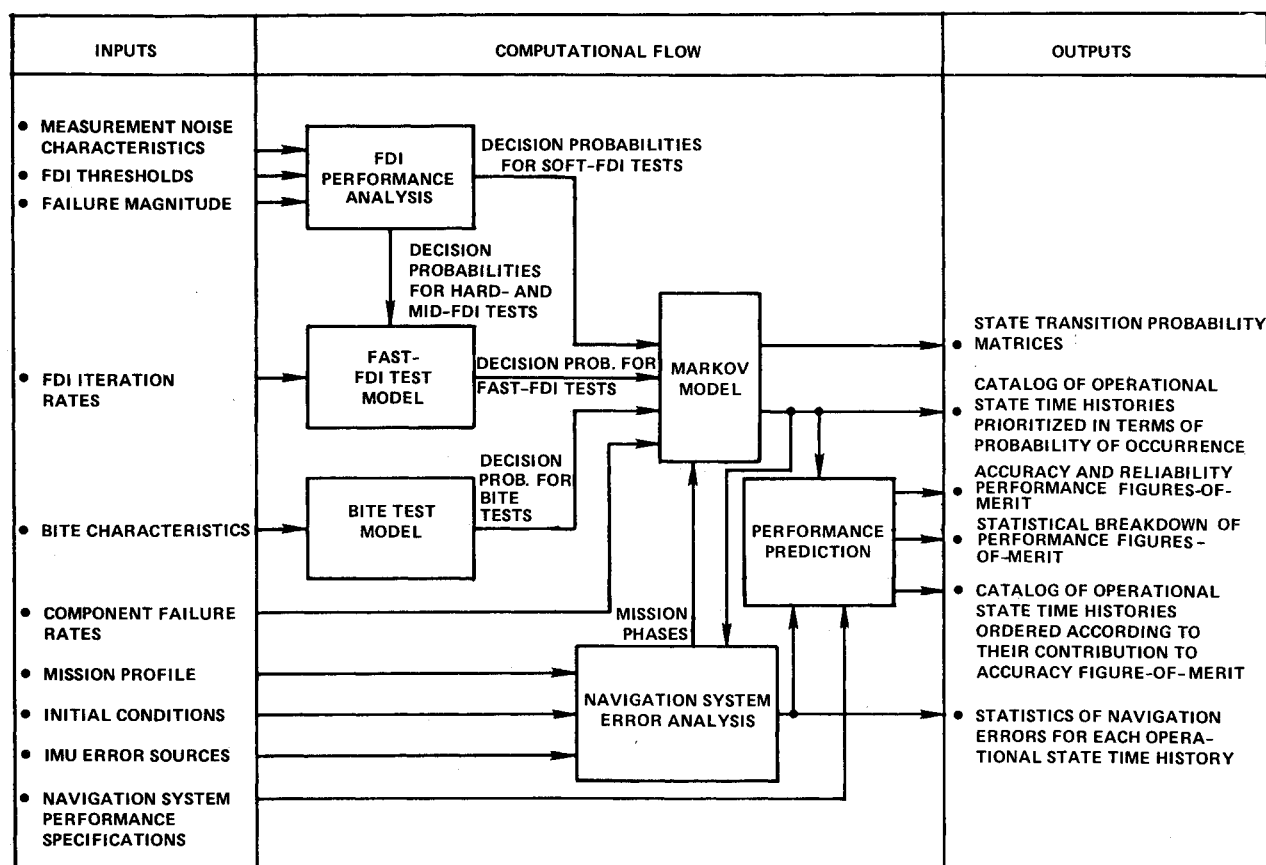 INPUTS
COMPUTATIONAL FLOW
OUTPUTS
• MEASUREMENT NOISE
CHARACTERISTICS
• FDI THRESHOLDS
• FAILURE MAGNITUDE
• FDI ITERATION
RATES
• BITE CHARACTERISTICS
• COMPONENT FAILURE
RATES
• MISSION PROFILE
• INITIAL CONDITIONS
• IMU ERROR SOURCES
• NAVIGATION SYSTEM
PERFORMANCE
SPECIFICATIONS
FDI
PERFORMANCE
ANALYSIS
DECISION PROBABILITIES
FOR SOFT-FDI TESTS
DECISION
PROBABILITIES
FOR HARD- AND
MID-FDI TESTS
FAST-
FDI TEST
MODEL
DECISION PROB. FOR
FAST-FDI TESTS
BITE TEST
MODEL
DECISION
PROB. FOR
BITE
TESTS
MARKOV
MODEL
MISSION
PHASES
NAVIGATION SYSTEM
ERROR ANALYSIS
PERFORMANCE
PREDICTION
STATE TRANSITION PROBABILITY
• MATRICES
CATALOG OF OPERATIONAL
• STATE TIME HISTORIES
PRIORITIZED IN TERMS OF
PROBABILITY OF OCCURRENCE
ACCURACY AND RELIABILITY
• PERFORMANCE FIGURES-OF-
MERIT
STATISTICAL BREAKDOWN OF
• PERFORMANCE FIGURES-
OF-MERIT
• CATALOG OF OPERATIONAL
STATE TIME HISTORIES
ORDERED ACCORDING TO
THEIR CONTRIBUTION TO
ACCURACY FIGURE-OF-MERIT
• STATISTICS OF NAVIGATION
ERRORS FOR EACH OPERA-
TIONAL STATE TIME HISTORY